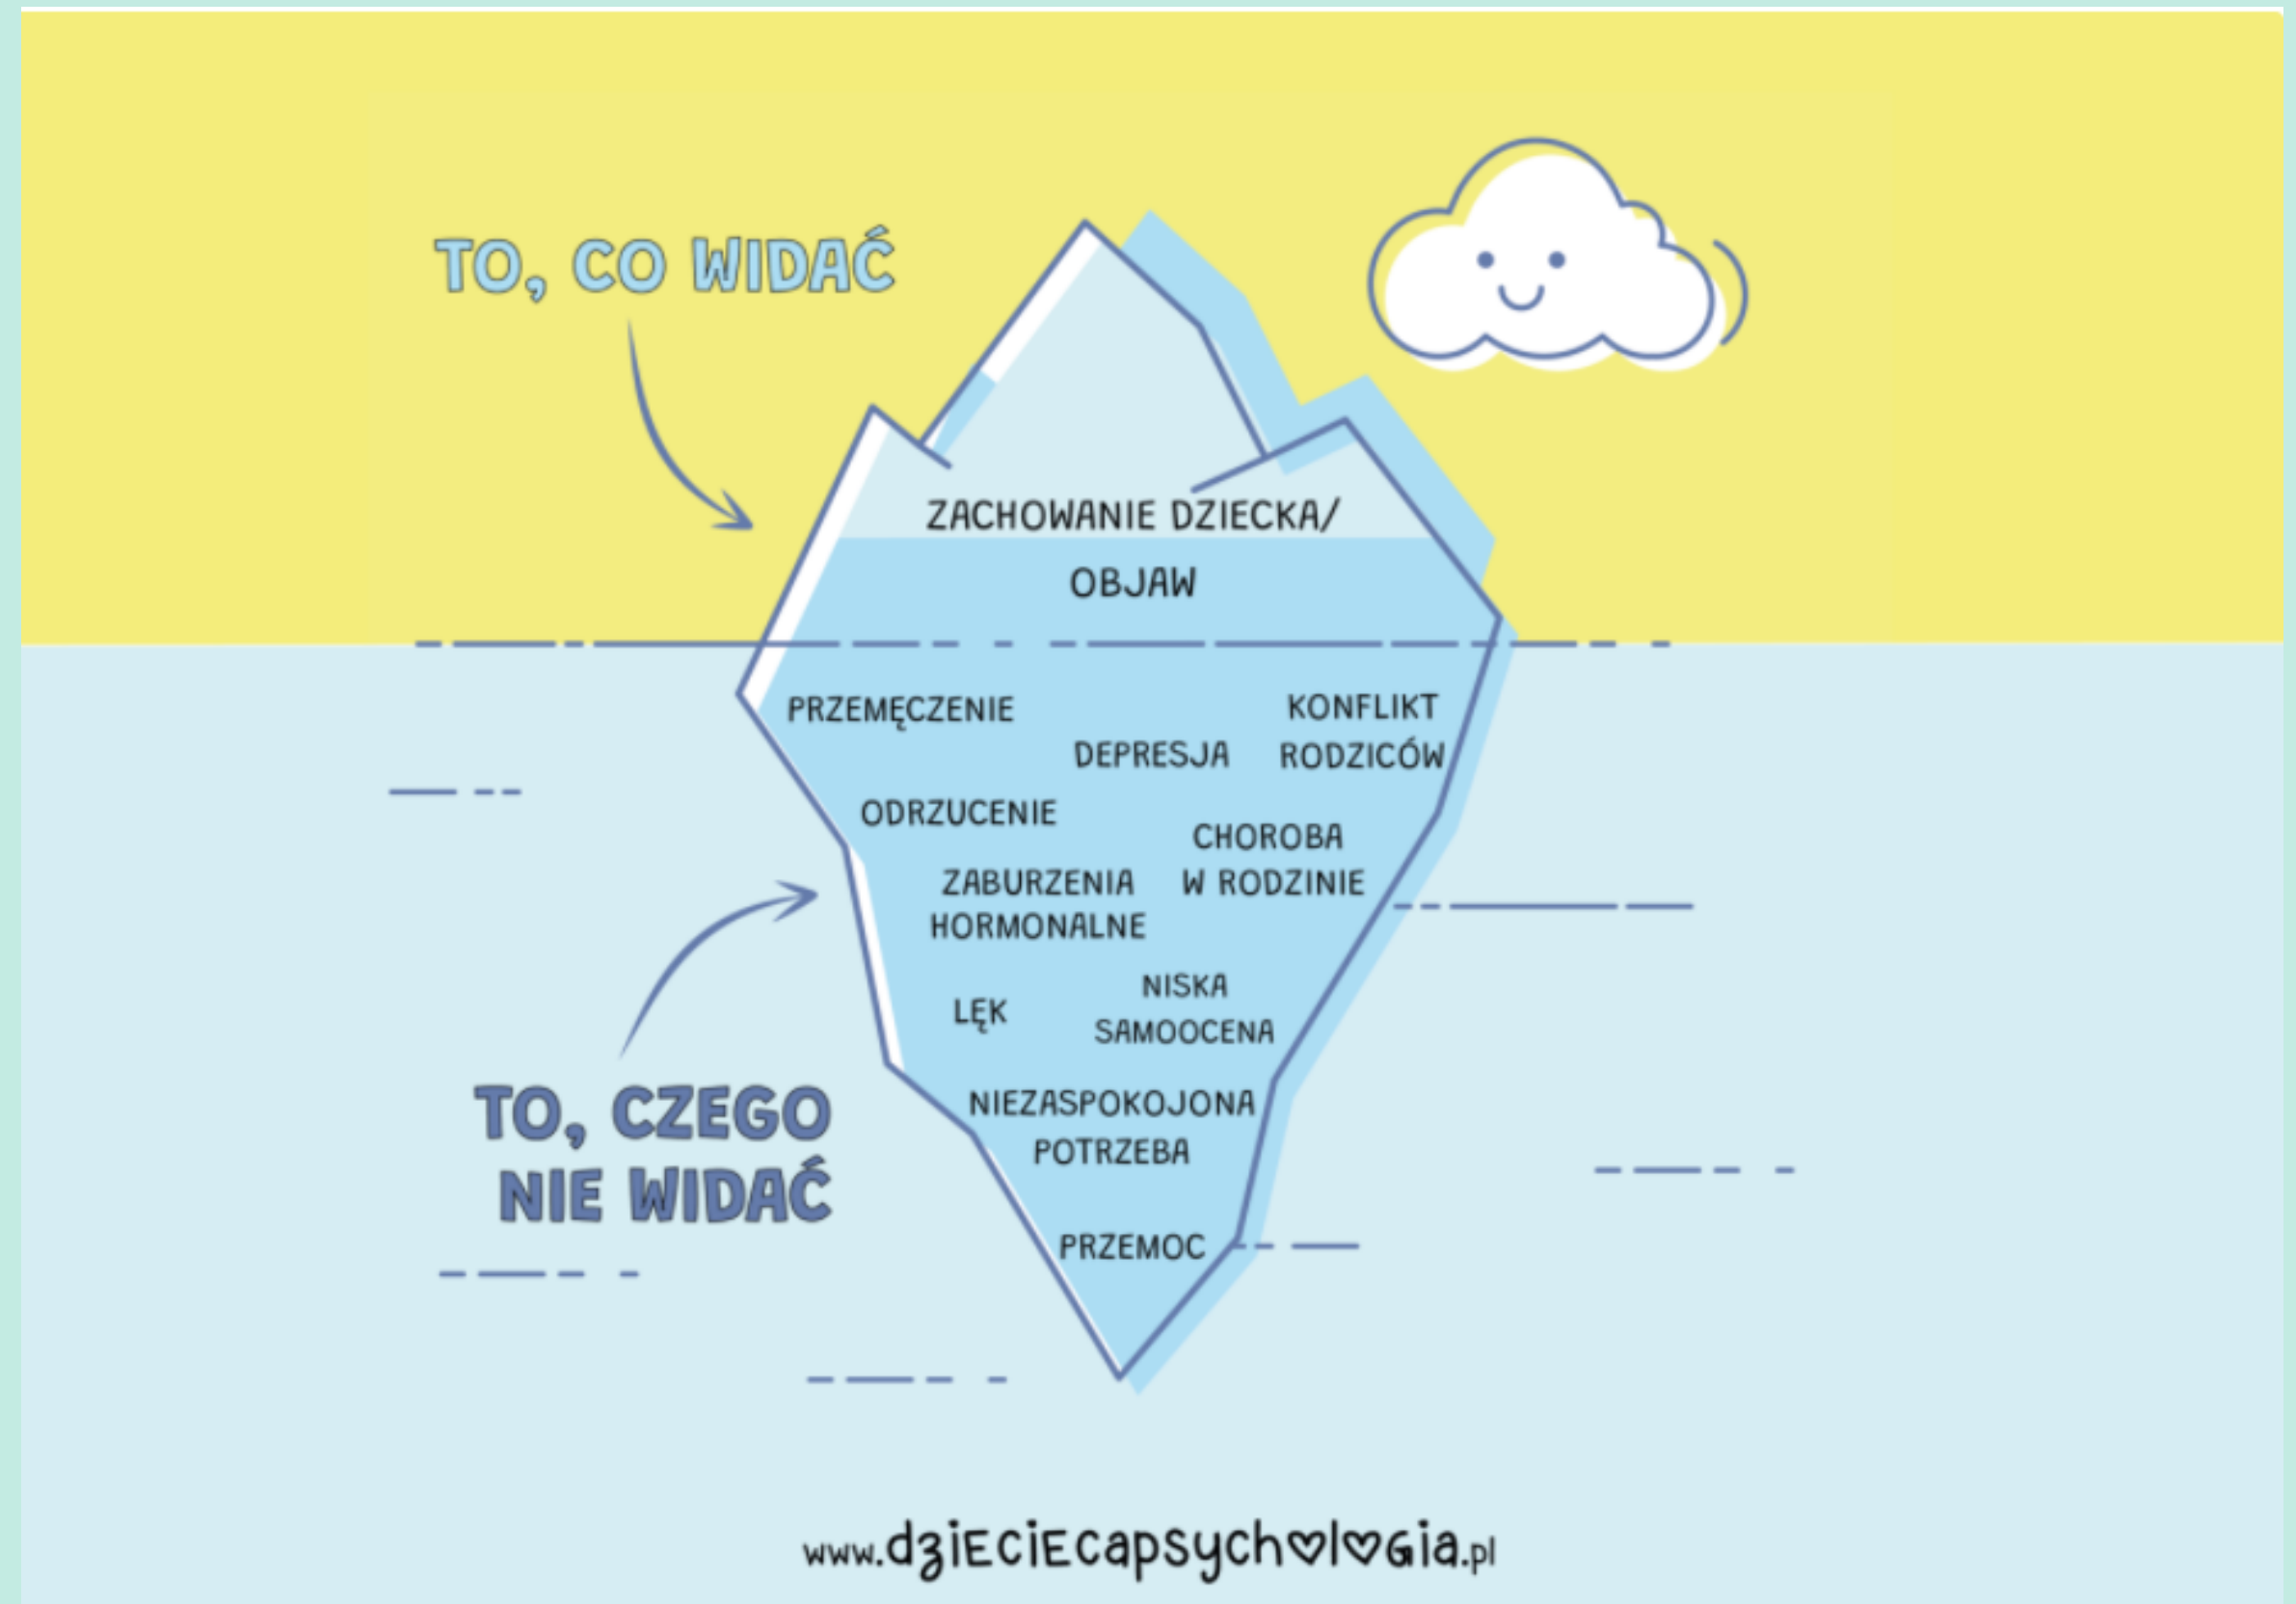 TO, CO WIDAĆ
ZACHOWANIE DZIECKA/
OBJAW
PRZEMĘCZENIE
KONFLIKT
RODZICÓW
DEPRESJA
ODRZUCENIE
CHOROBA
W RODZINIE
ZABURZENIA
HORMONALNE
LĘK
NISKA
SAMOOCENA
TO, CZEGO
NIE WIDAĆ
NIEZASPOKOJONA
POTRZEBA
PRZEMOC
www.dziEciEcapsychologia.pl